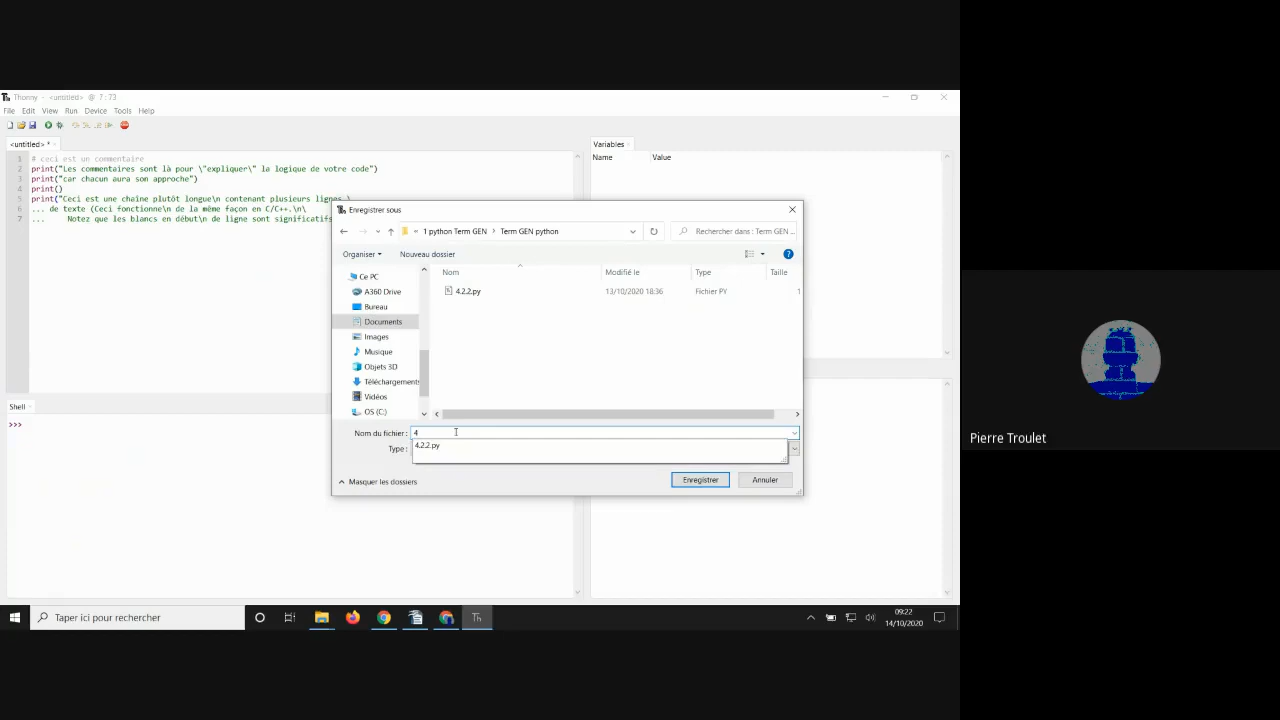 Thonny - <untitled> @ 7:73
File Edit View Run Device Tools Help
<untitled> *
1 # ceci est un commentaire
2 print("Les commentaires sont là pour \"expliquer\" la logique de votre code")
3 print("car chacun aura son approche")
4 print()
5 print("Ceci est une chaîne plutôt longue\n contenant plusieurs lignes \
6 ... de texte (Ceci fonctionne\n de la même façon en C/C++.\n\
7 ... Notez que les blancs en début\n de ligne sont significatifs
Variables
Name Value
Enregistrer sous
1 python Term GEN > Term GEN python
Rechercher dans : Term GEN ...
Organiser
Nouveau dossier
Nom Modifié le Type Taille
4.2.2.py 13/10/2020 18:36 Fichier PY 1
Ce PC
A360 Drive
Bureau
Documents
Images
Musique
Objets 3D
Téléchargements
Vidéos
OS (C:)
Nom du fichier : 4
4.2.2.py
Type :
Masquer les dossiers
Enregistrer
Annuler
Shell
>>>
Taper ici pour rechercher
Th
09:22
14/10/2020
Pierre Troulet